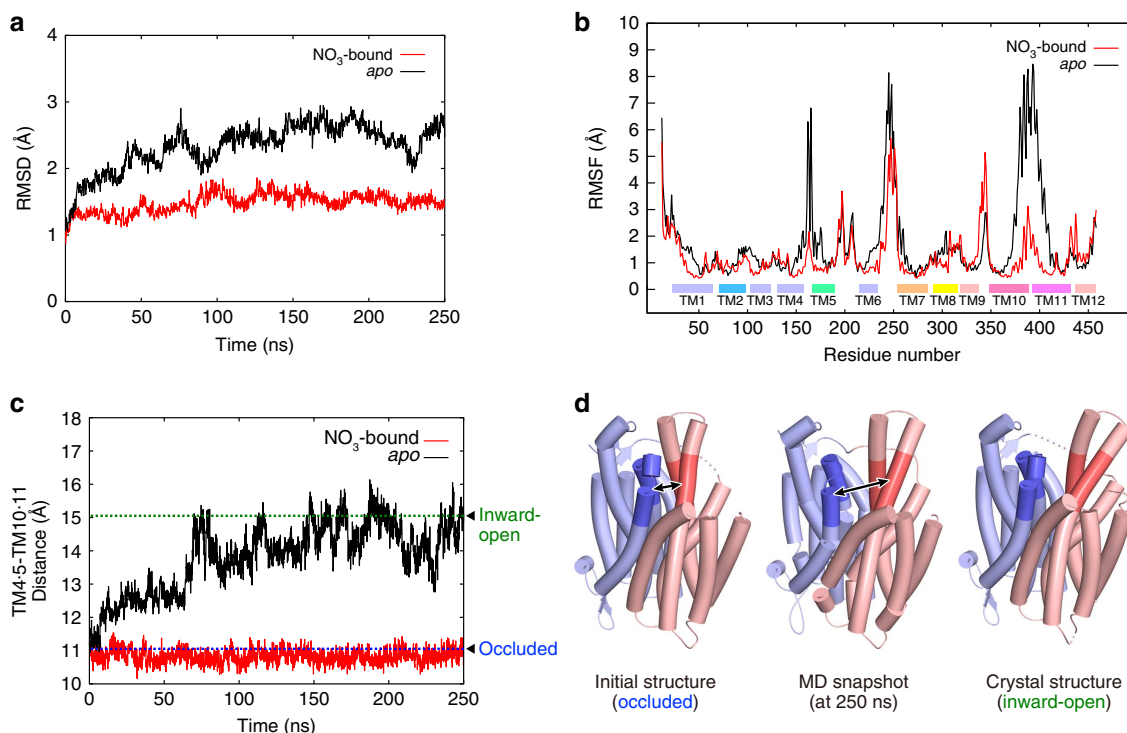 a
NO3-bound
apo
4
3
2
1
0
RMSD (Å)
0 50 100 150 200 250
Time (ns)
b
NO3-bound
apo
10
9
8
7
6
5
4
3
2
1
0
RMSF (Å)
TM1 TM2 TM3 TM4 TM5 TM6 TM7 TM8 TM9 TM10 TM11 TM12
50 100 150 200 250 300 350 400 450
Residue number
c
NO3-bound
apo
18
17
16
15
14
13
12
11
10
TM4·5-TM10·11
Distance (Å)
Inward-
open
Occluded
0 50 100 150 200 250
Time (ns)
d
Initial structure
(occluded)
MD snapshot
(at 250 ns)
Crystal structure
(inward-open)